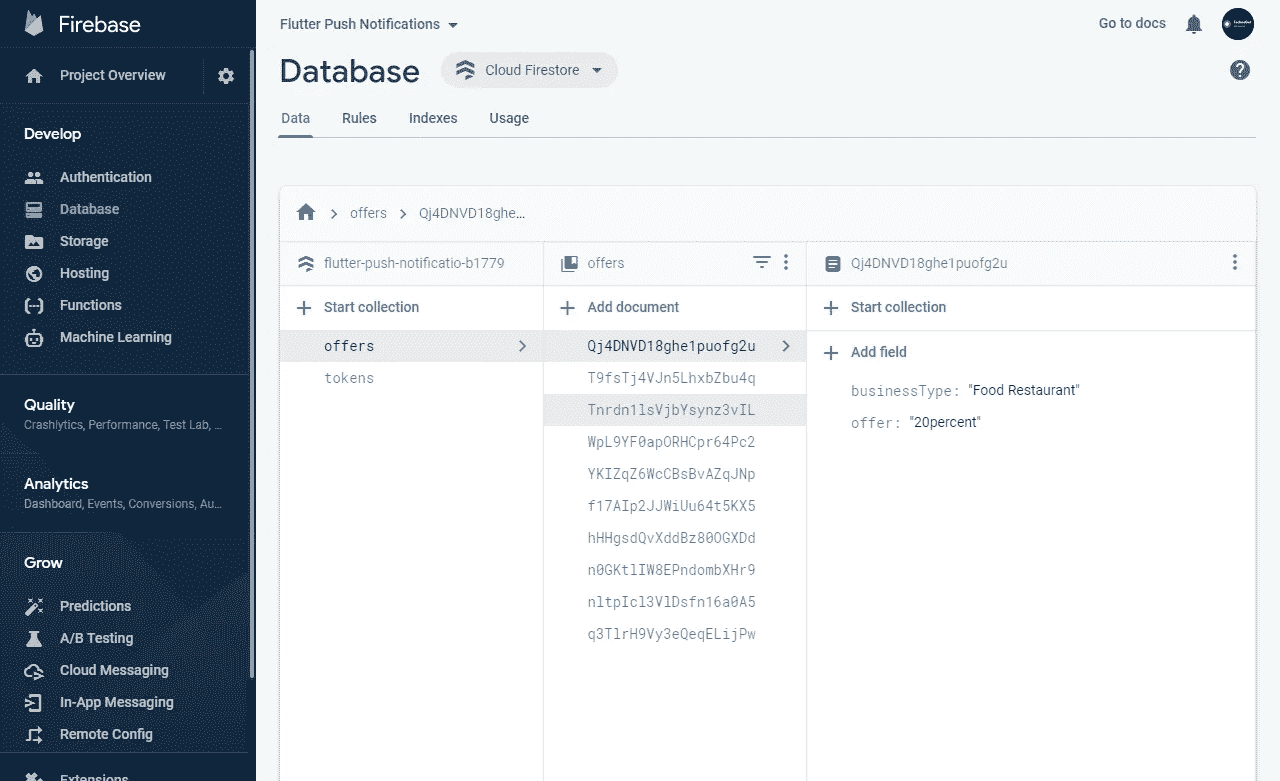 Firebase
Project Overview
Develop
Authentication
Database
Storage
Hosting
Functions
Machine Learning
Quality
Crashlytics, Performance, Test Lab, ...
Analytics
Dashboard, Events, Conversions, Au...
Grow
Predictions
A/B Testing
Cloud Messaging
In-App Messaging
Remote Config
Extensions
Flutter Push Notifications
Go to docs
Database
Cloud Firestore
Data Rules Indexes Usage
offers Qj4DNVD18ghe...
flutter-push-notificatio-b1779
Start collection
offers
tokens
offers
Add document
Qj4DNVD18ghe1puofg2u
T9fsTj4VJn5LhxbZbu4q
Tnrdn1lsVjbYsynz3vIL
WpL9YF0apORHCpr64Pc2
YKIZqZ6WcCBsBvAZqJNp
f17AIp2JJWiUu64t5KX5
hHHgsdQvXddBz80OGXDd
n0GKtlIW8EPndombXHr9
nltpIcl3VlDsfn16a0A5
q3TlrH9Vy3eQeqELijPw
Qj4DNVD18ghe1puofg2u
Start collection
Add field
businessType: "Food Restaurant"
offer: "20percent"